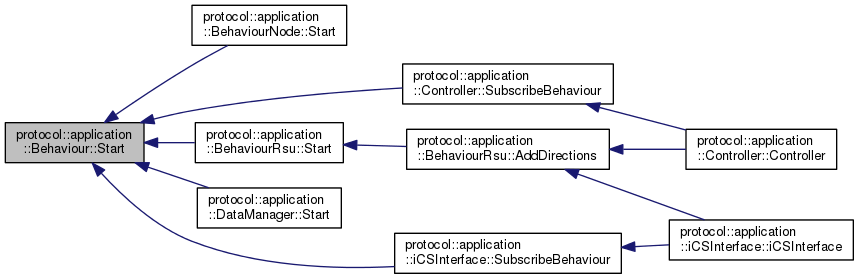 protocol::application
::BehaviourNode::Start
protocol::application
::Controller::SubscribeBehaviour
protocol::application
::Behaviour::Start
protocol::application
::BehaviourRsu::Start
protocol::application
::BehaviourRsu::AddDirections
protocol::application
::Controller::Controller
protocol::application
::DataManager::Start
protocol::application
::iCSInterface::SubscribeBehaviour
protocol::application
::iCSInterface::iCSInterface